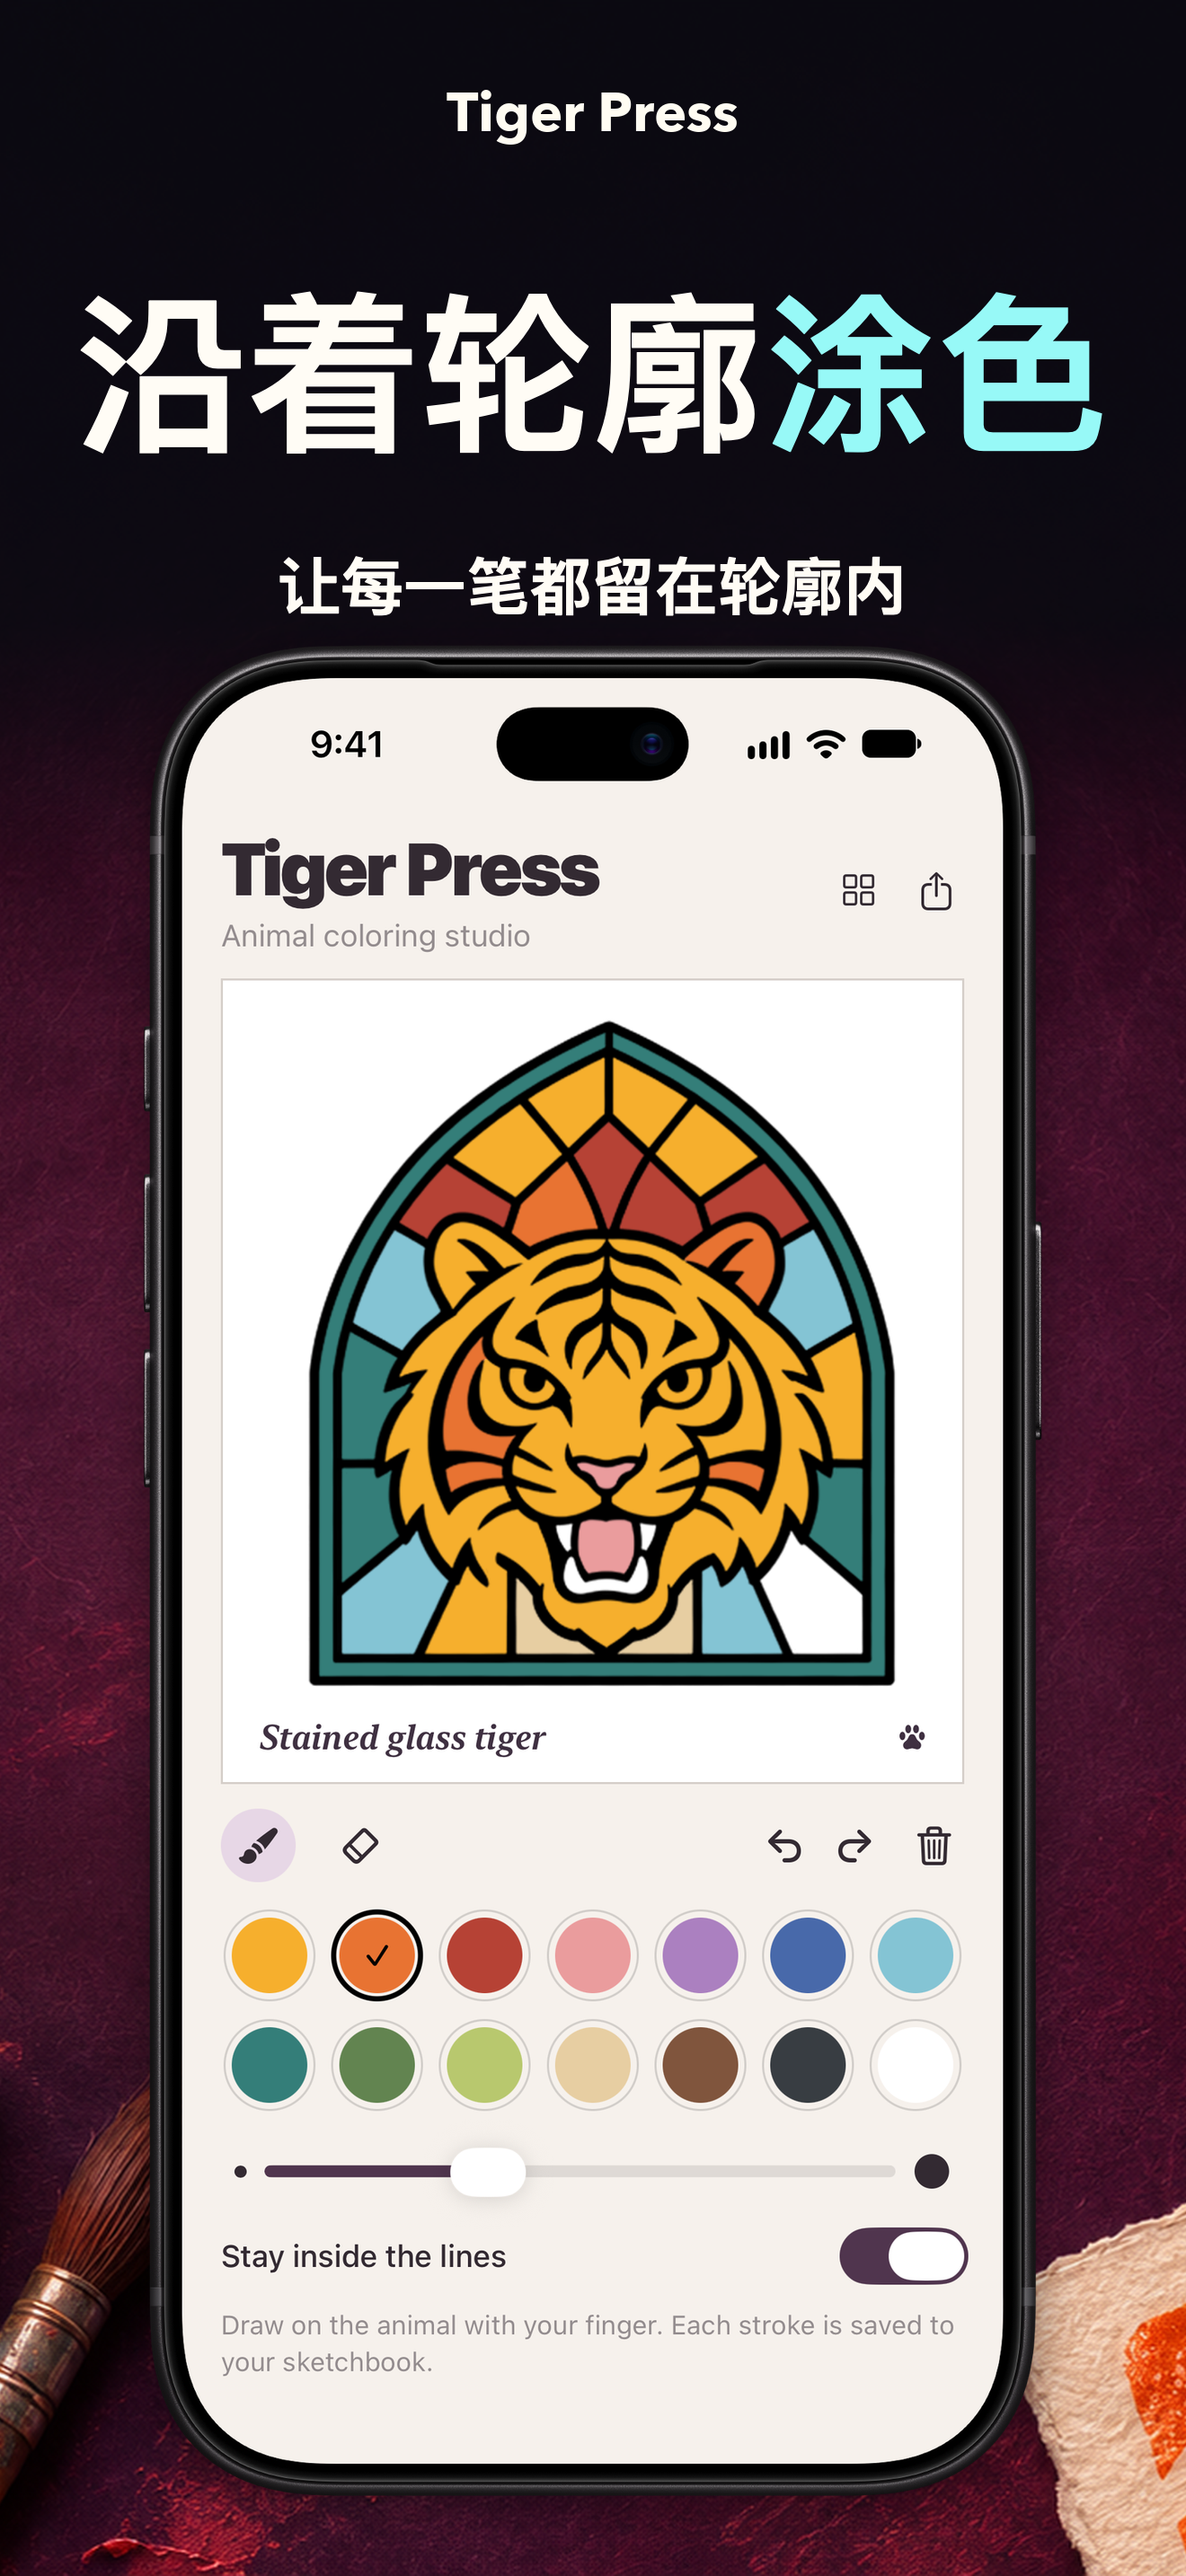 Tiger Press
沿着轮廓涂色
让每一笔都留在轮廓内
9:41
Tiger Press
Animal coloring studio
Stained glass tiger
Stay inside the lines
Draw on the animal with your finger. Each stroke is saved to
your sketchbook.